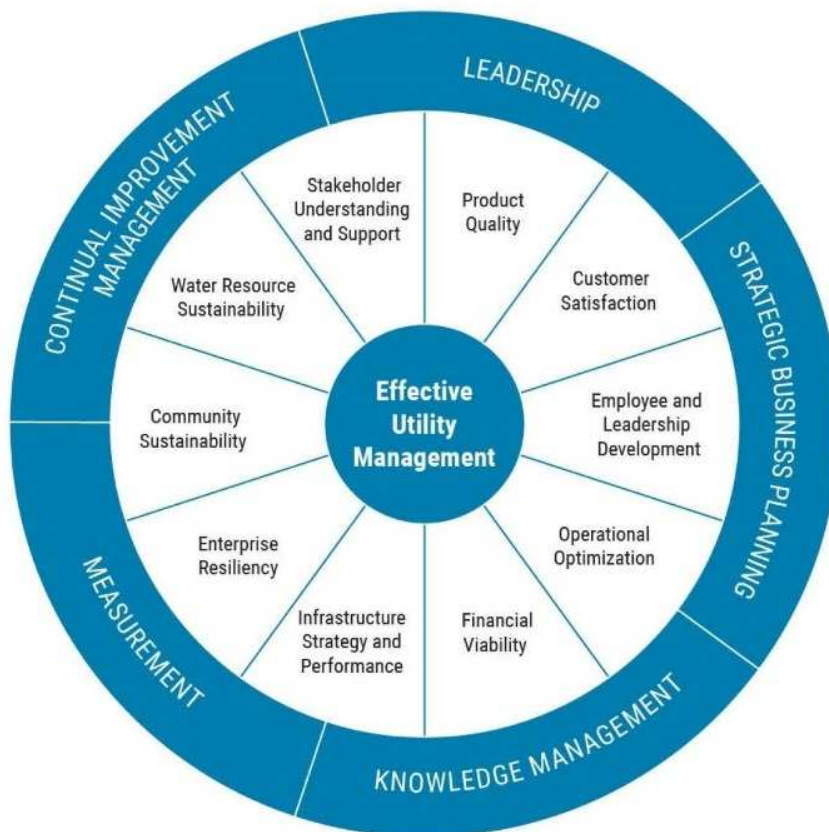 LEADERSHIP
STRATEGIC BUSINESS PLANNING
KNOWLEDGE MANAGEMENT
MEASUREMENT
CONTINUAL IMPROVEMENT
MANAGEMENT
Stakeholder
Understanding
and Support
Product
Quality
Customer
Satisfaction
Employee and
Leadership
Development
Operational
Optimization
Financial
Viability
Infrastructure
Strategy and
Performance
Enterprise
Resiliency
Community
Sustainability
Water Resource
Sustainability
Effective
Utility
Management